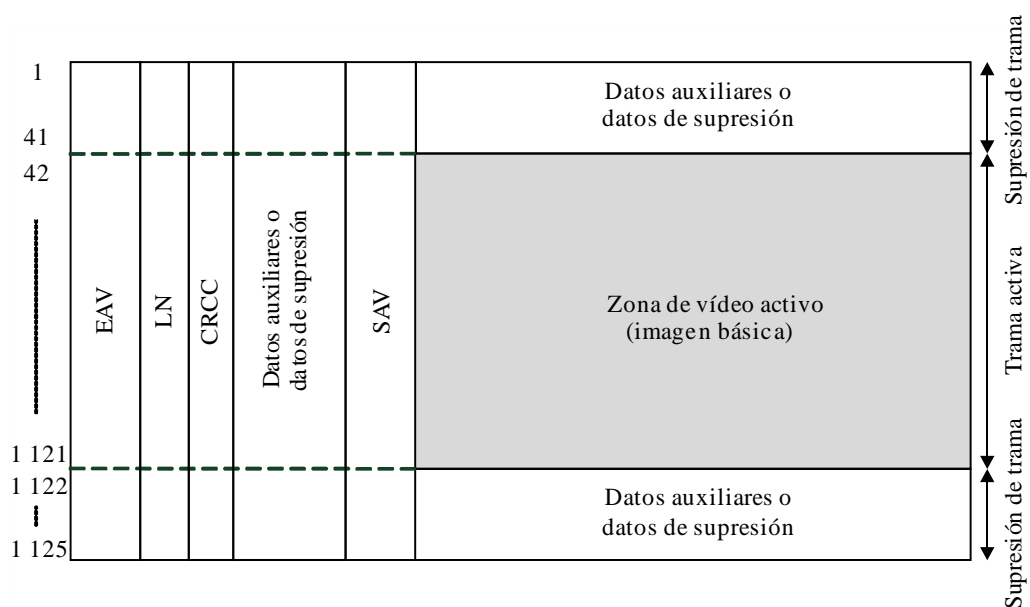 1
41
42
1 121
1 122
1 125
EAV
LN
CRCC
Datos auxiliares o
datos de supresión
SAV
Datos auxiliares o
datos de supresión
Zona de vídeo activo
(imagen básica)
Datos auxiliares o
datos de supresión
Supresión de trama
Trama activa
Supresión de trama